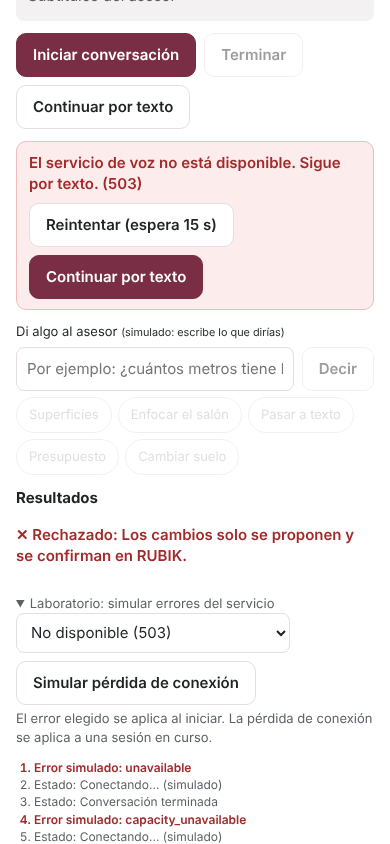 Subtítulos del asesor
Iniciar conversación
Terminar
Continuar por texto
El servicio de voz no está disponible. Sigue
por texto. (503)
Reintentar (espera 15 s)
Continuar por texto
Di algo al asesor (simulado: escribe lo que dirías)
Por ejemplo: ¿cuántos metros tiene l
Decir
Superficies
Enfocar el salón
Pasar a texto
Presupuesto
Cambiar suelo
Resultados
✕ Rechazado: Los cambios solo se proponen y
se confirman en RUBIK.
▼ Laboratorio: simular errores del servicio
No disponible (503)
Simular pérdida de conexión
El error elegido se aplica al iniciar. La pérdida de conexión
se aplica a una sesión en curso.
1. Error simulado: unavailable
2. Estado: Conectando... (simulado)
3. Estado: Conversación terminada
4. Error simulado: capacity_unavailable
5. Estado: Conectando... (simulado)